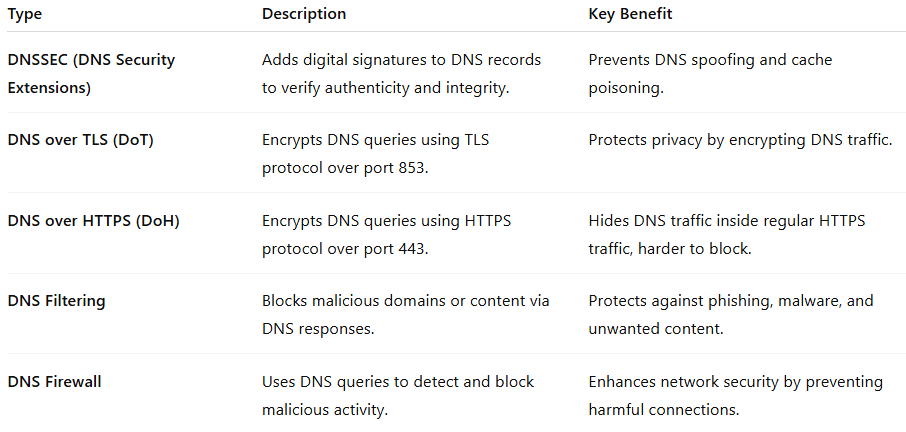 Type Description Key Benefit
DNSSEC (DNS Security Adds digital signatures to DNS records Prevents DNS spoofing and cache
Extensions) to verify authenticity and integrity. poisoning.
DNS over TLS (DoT) Encrypts DNS queries using TLS Protects privacy by encrypting DNS traffic.
protocol over port 853.
DNS over HTTPS (DoH) Encrypts DNS queries using HTTPS Hides DNS traffic inside regular HTTPS
protocol over port 443. traffic, harder to block.
DNS Filtering Blocks malicious domains or content via Protects against phishing, malware, and
DNS responses. unwanted content.
DNS Firewall Uses DNS queries to detect and block Enhances network security by preventing
malicious activity. harmful connections.